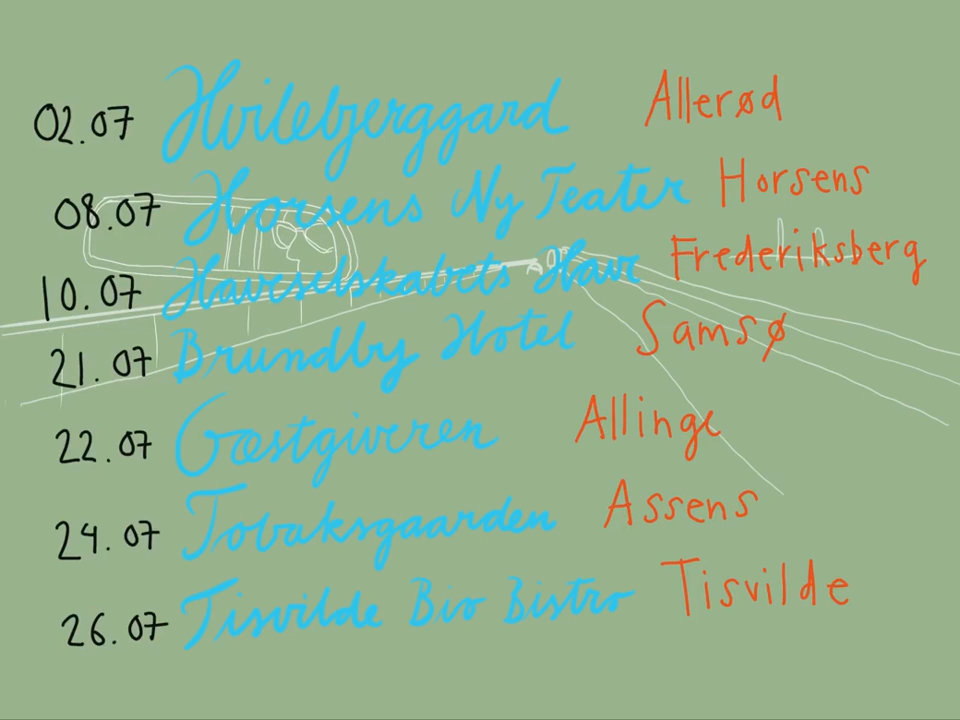 02.07 Hvilebjerggard Allerød
08.07 Horsens Ny Teater Horsens
10.07 Haveselskabets Have Frederiksberg
21.07 Brundby Hotel Samsø
22.07 Gæstgiveren Allinge
24.07 Tobaksgaarden Assens
26.07 Tisvilde Bio Bistro Tisvilde